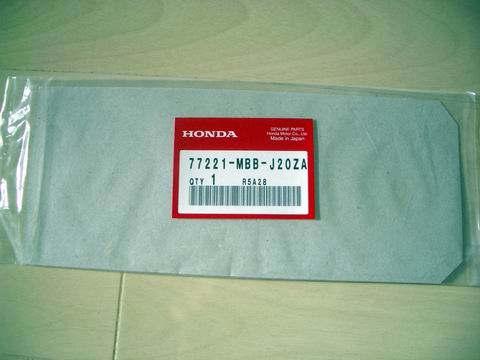 HONDA
GENUINE PARTS
Honda Motor Co., Ltd.
Made in Japan
77221-MBB-J20ZA
QTY 1 R5A28